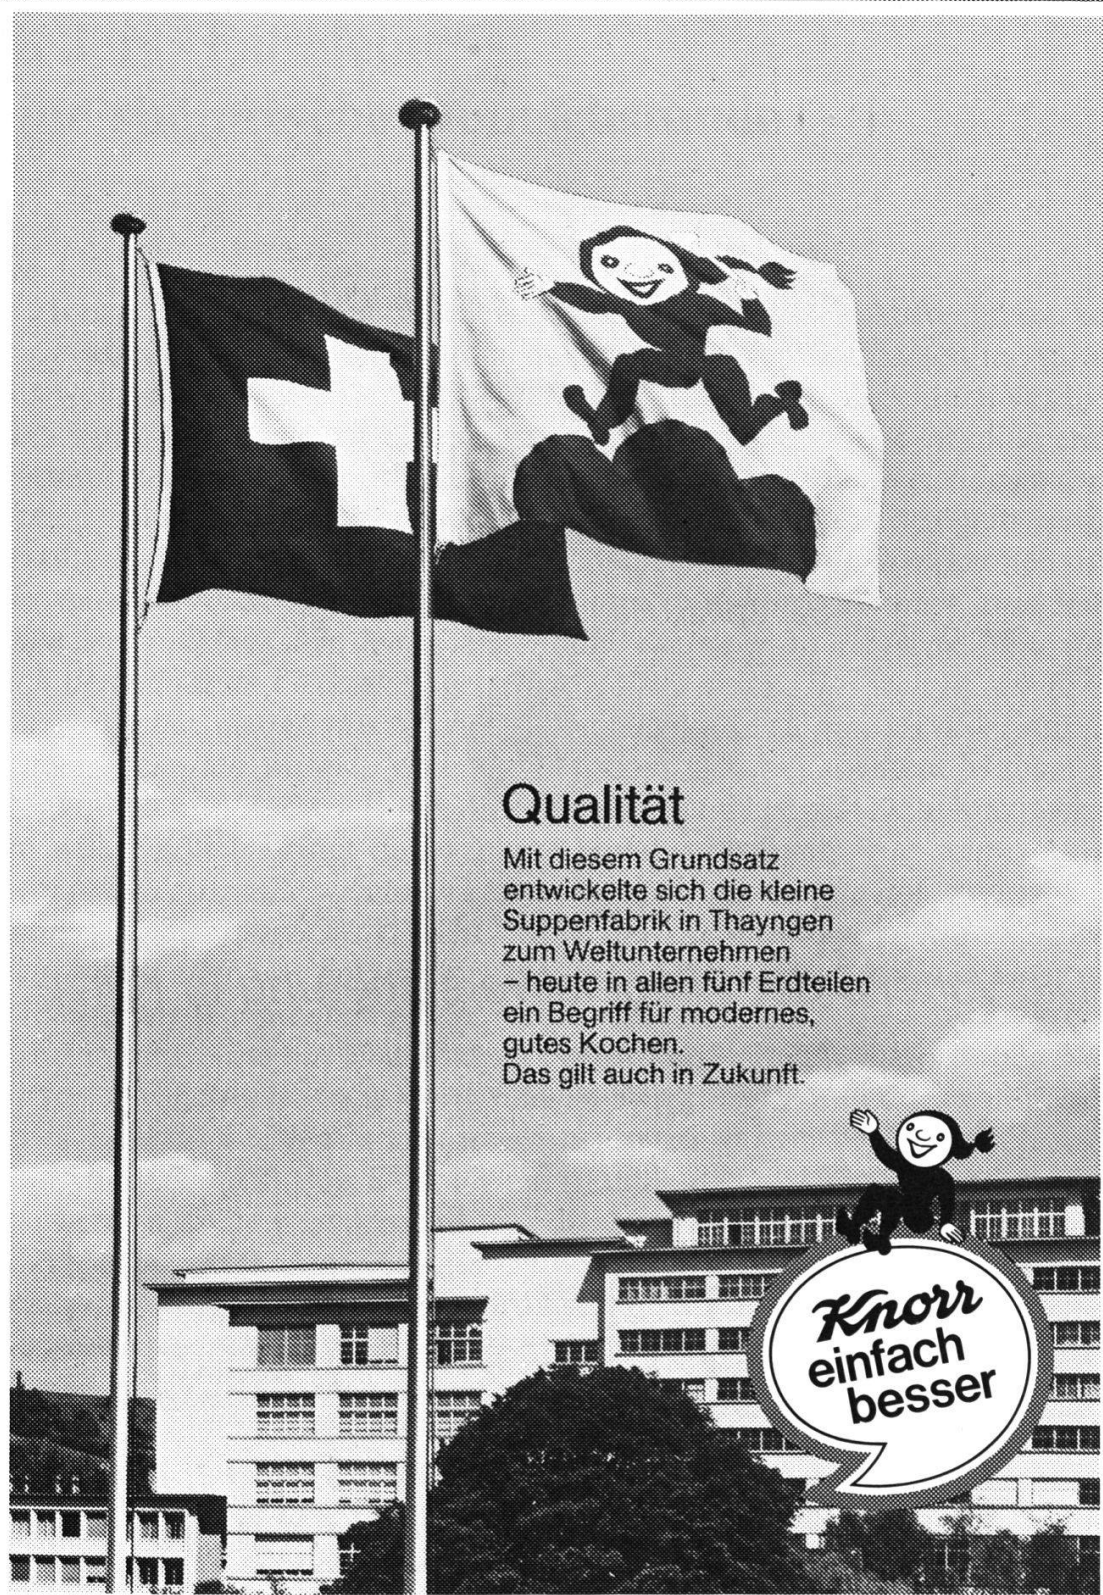 Qualität
Mit diesem Grundsatz
entwickelte sich die kleine
Suppenfabrik in Thayngen
zum Weltunternehmen
– heute in allen fünf Erdteilen
ein Begriff für modernes,
gutes Kochen.
Das gilt auch in Zukunft.
Knorr
einfach
besser